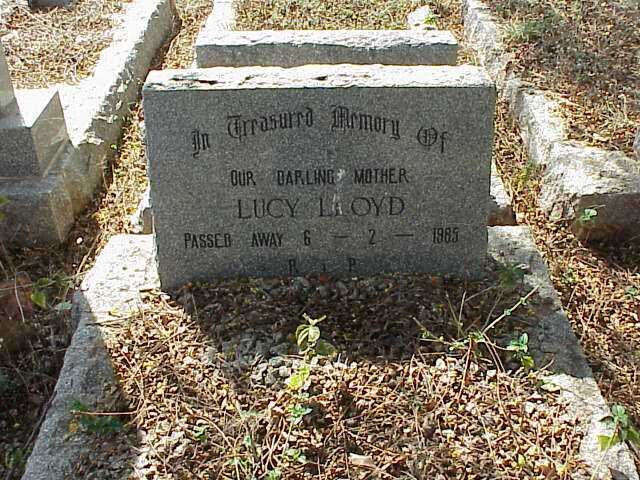 In Treasured Memory Of
OUR DARLING MOTHER
LUCY LLOYD
PASSED AWAY 6 - 2 - 1985
R I P